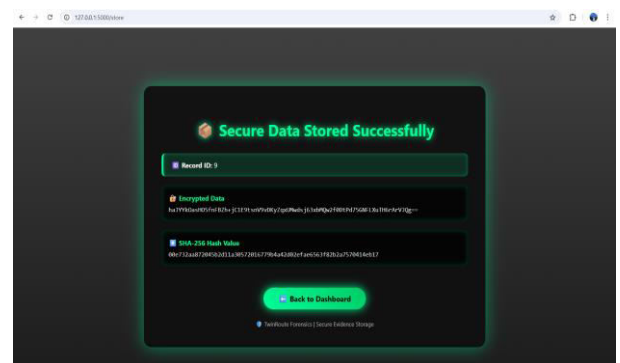 127.0.0.1:5000/store
Secure Data Stored Successfully
Record ID: 9
Encrypted Data
SHA-256 Hash Value
Back to Dashboard
TwinRoute Forensics | Secure Evidence Storage